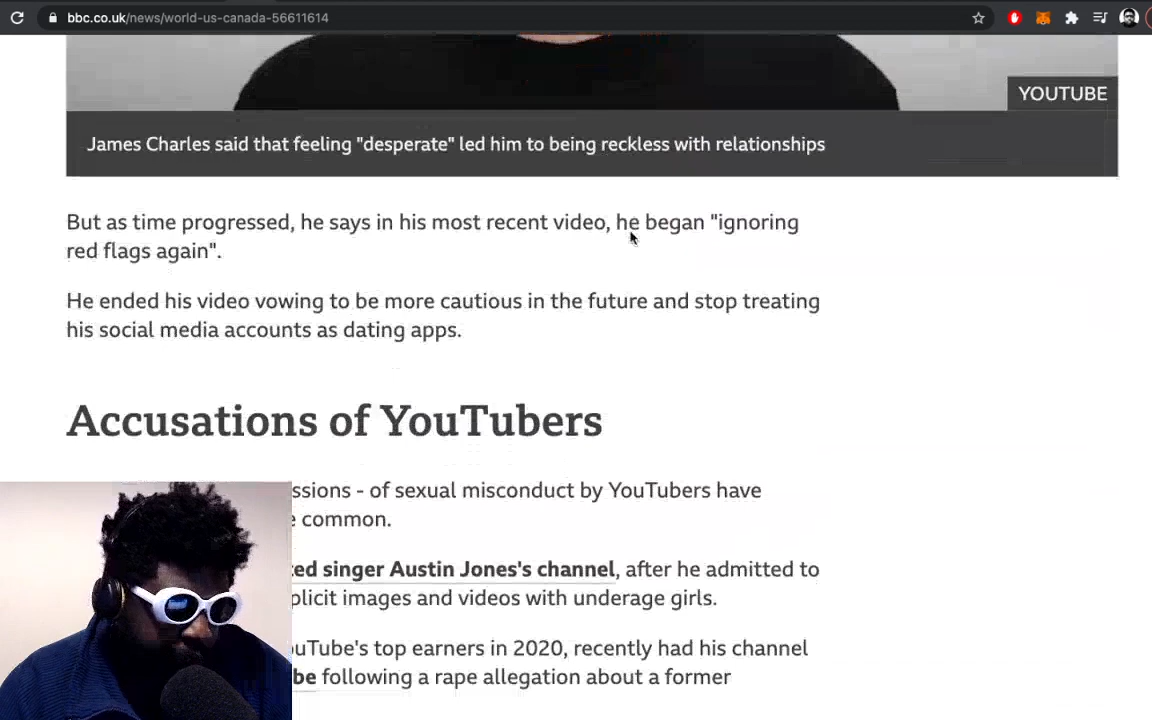 bbc.co.uk/news/world-us-canada-56611614
YOUTUBE
James Charles said that feeling "desperate" led him to being reckless with relationships
But as time progressed, he says in his most recent video, he began "ignoring
red flags again".
He ended his video vowing to be more cautious in the future and stop treating
his social media accounts as dating apps.
Accusations of YouTubers
ssions - of sexual misconduct by YouTubers have
e common.
ed singer Austin Jones's channel, after he admitted to
plicit images and videos with underage girls.
uTube's top earners in 2020, recently had his channel
be following a rape allegation about a former